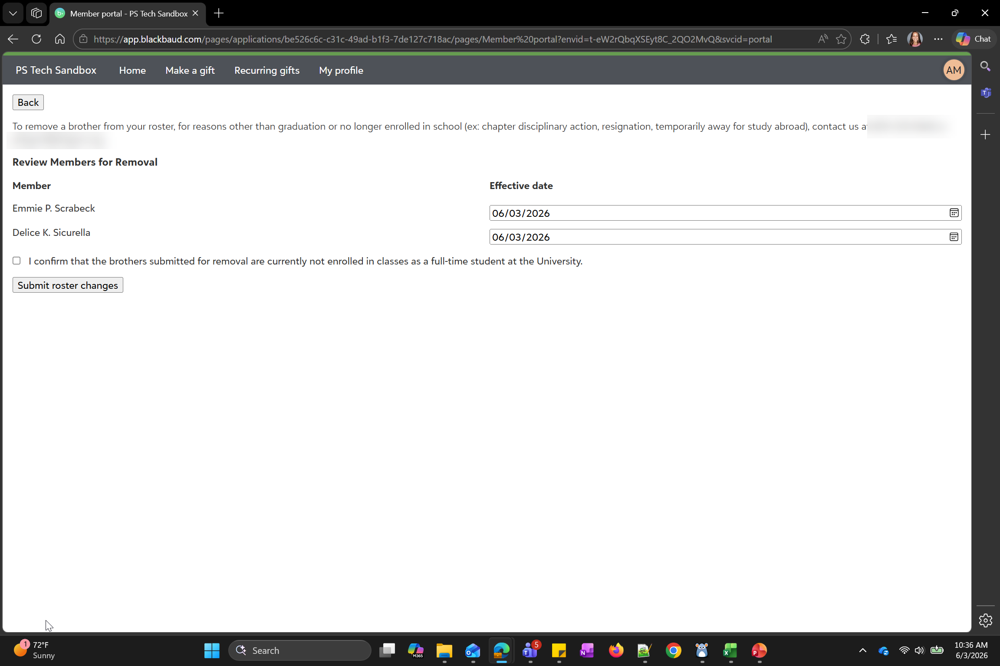 Member portal - PS Tech Sandbox
https://app.blackbaud.com/pages/applications/be526c6c-c31c-49ad-b1f3-7de127c718ac/pages/Member%20portal?envid=t-eW2rQbqXSEyt8C_2QO2MvQ&svcid=portal
Chat
PS Tech Sandbox Home Make a gift Recurring gifts My profile AM
Back
To remove a brother from your roster, for reasons other than graduation or no longer enrolled in school (ex: chapter disciplinary action, resignation, temporarily away for study abroad), contact us
Review Members for Removal
Member Effective date
Emmie P. Scrabeck 06/03/2026
Delice K. Sicurella 06/03/2026
I confirm that the brothers submitted for removal are currently not enrolled in classes as a full-time student at the University.
Submit roster changes
1 72°F
Sunny
Search
M365
5
10:36 AM
6/3/2026